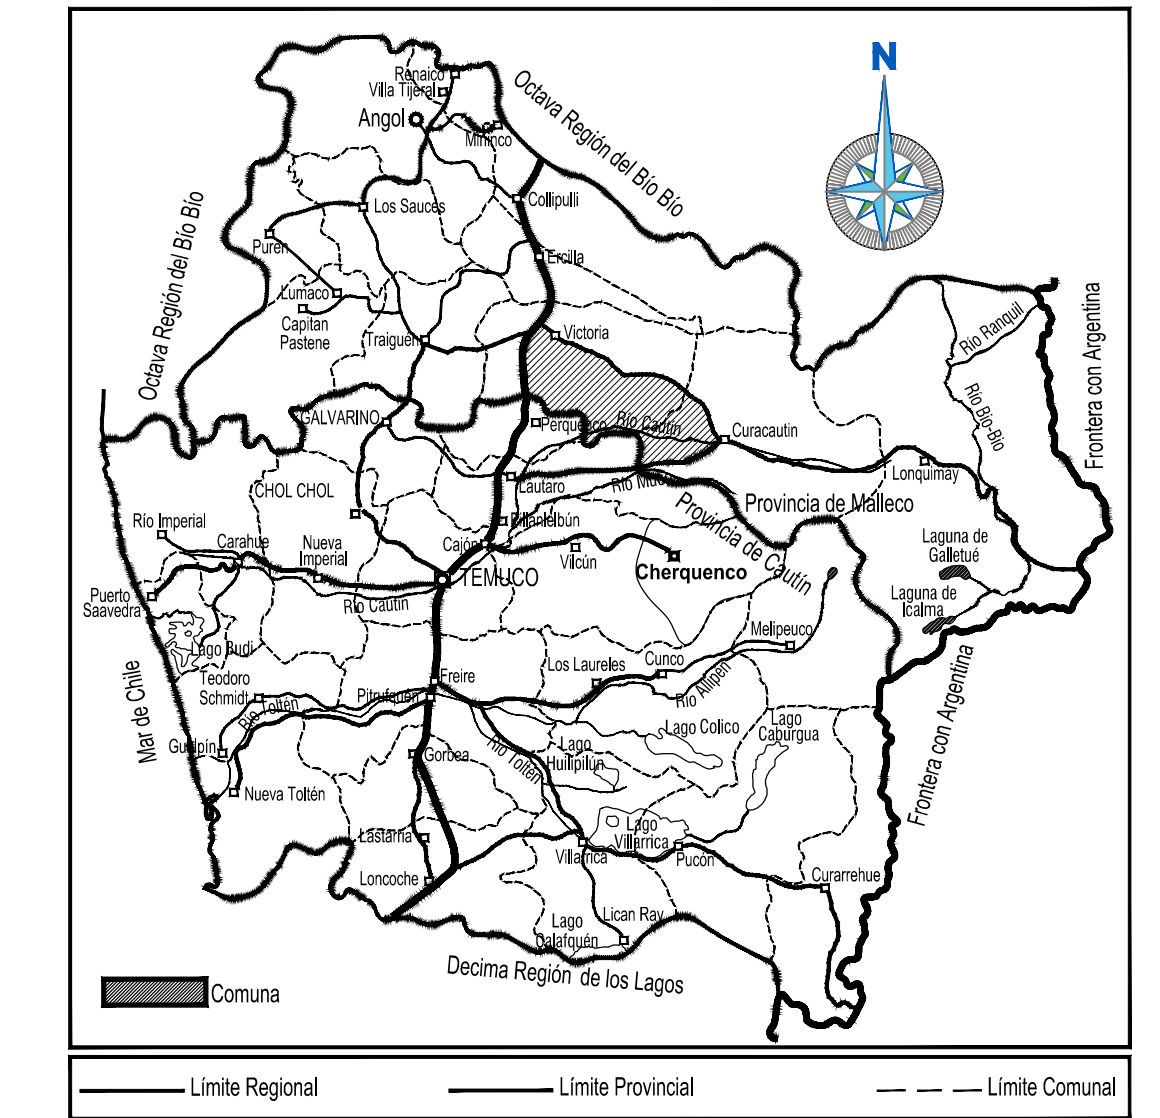 N
Renaico
Villa Tijeral
Angol
Mininco
Octava Región del Bío Bío
Octava Región del Bío Bío
Collipulli
Los Sauces
Puren
Ercilla
Lumaco
Capitan
Pastene
Traiguén
Victoria
Río Ranquil
Frontera con Argentina
Río Bio-Bio
GALVARINO
Perquenco
Río Cautín
Curacautin
Lonquimay
Lautaro
Provincia de Malleco
CHOL CHOL
Pillanlelbún
Provincia de Cautín
Río Imperial
Carahue
Nueva
Imperial
Cajón
Vilcún
Cherquenco
Laguna de
Galletué
TEMUCO
Puerto
Saavedra
Río Cautín
Laguna de
Icalma
Lago Budi
Melipeuco
Los Laureles
Cunco
Río Allipén
Freire
Teodoro
Schmidt
Pitrufquén
Río Toltén
Mar de Chile
Gualpín
Nueva Toltén
Gorbea
Río Toltén
Lago
Huilipilún
Lago Colico
Lago
Caburgua
Frontera con Argentina
Lastarria
Loncoche
Lago
Villarrica
Villarrica
Pucón
Curarrehue
Lican Ray
Lago
Calafquén
Decima Región de los Lagos
Comuna
Límite Regional
Límite Provincial
Límite Comunal